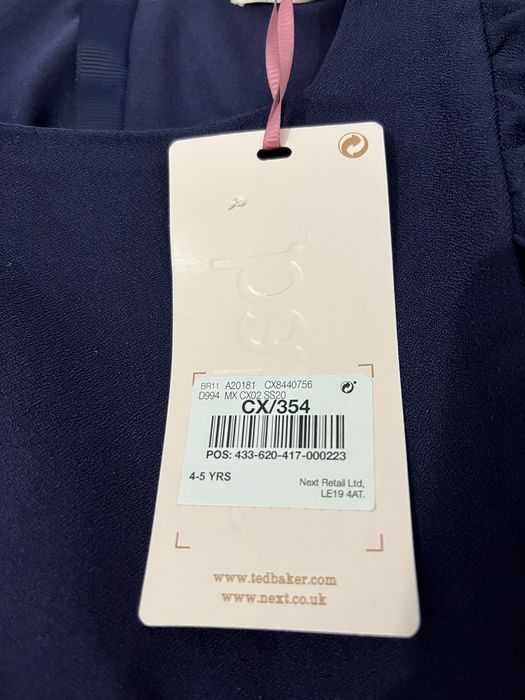 BR11 A20181 CX8440756
D994 MX CX02 SS20
CX/354
POS: 433-620-417-000223
4-5 YRS
Next Retail Ltd,
LE19 4AT.
www.tedbaker.com
www.next.co.uk